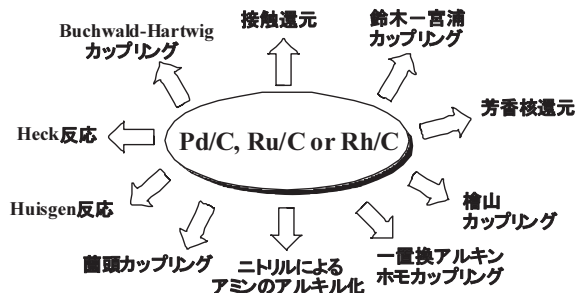 Buchwald-Hartwig
カップリング
接触還元
鈴木－宮浦
カップリング
芳香核還元
Heck反応
Pd/C, Ru/C or Rh/C
Huisgen反応
檜山
カップリング
薗頭カップリング
ニトリルによる
アミンのアルキル化
一置換アルキン
ホモカップリング